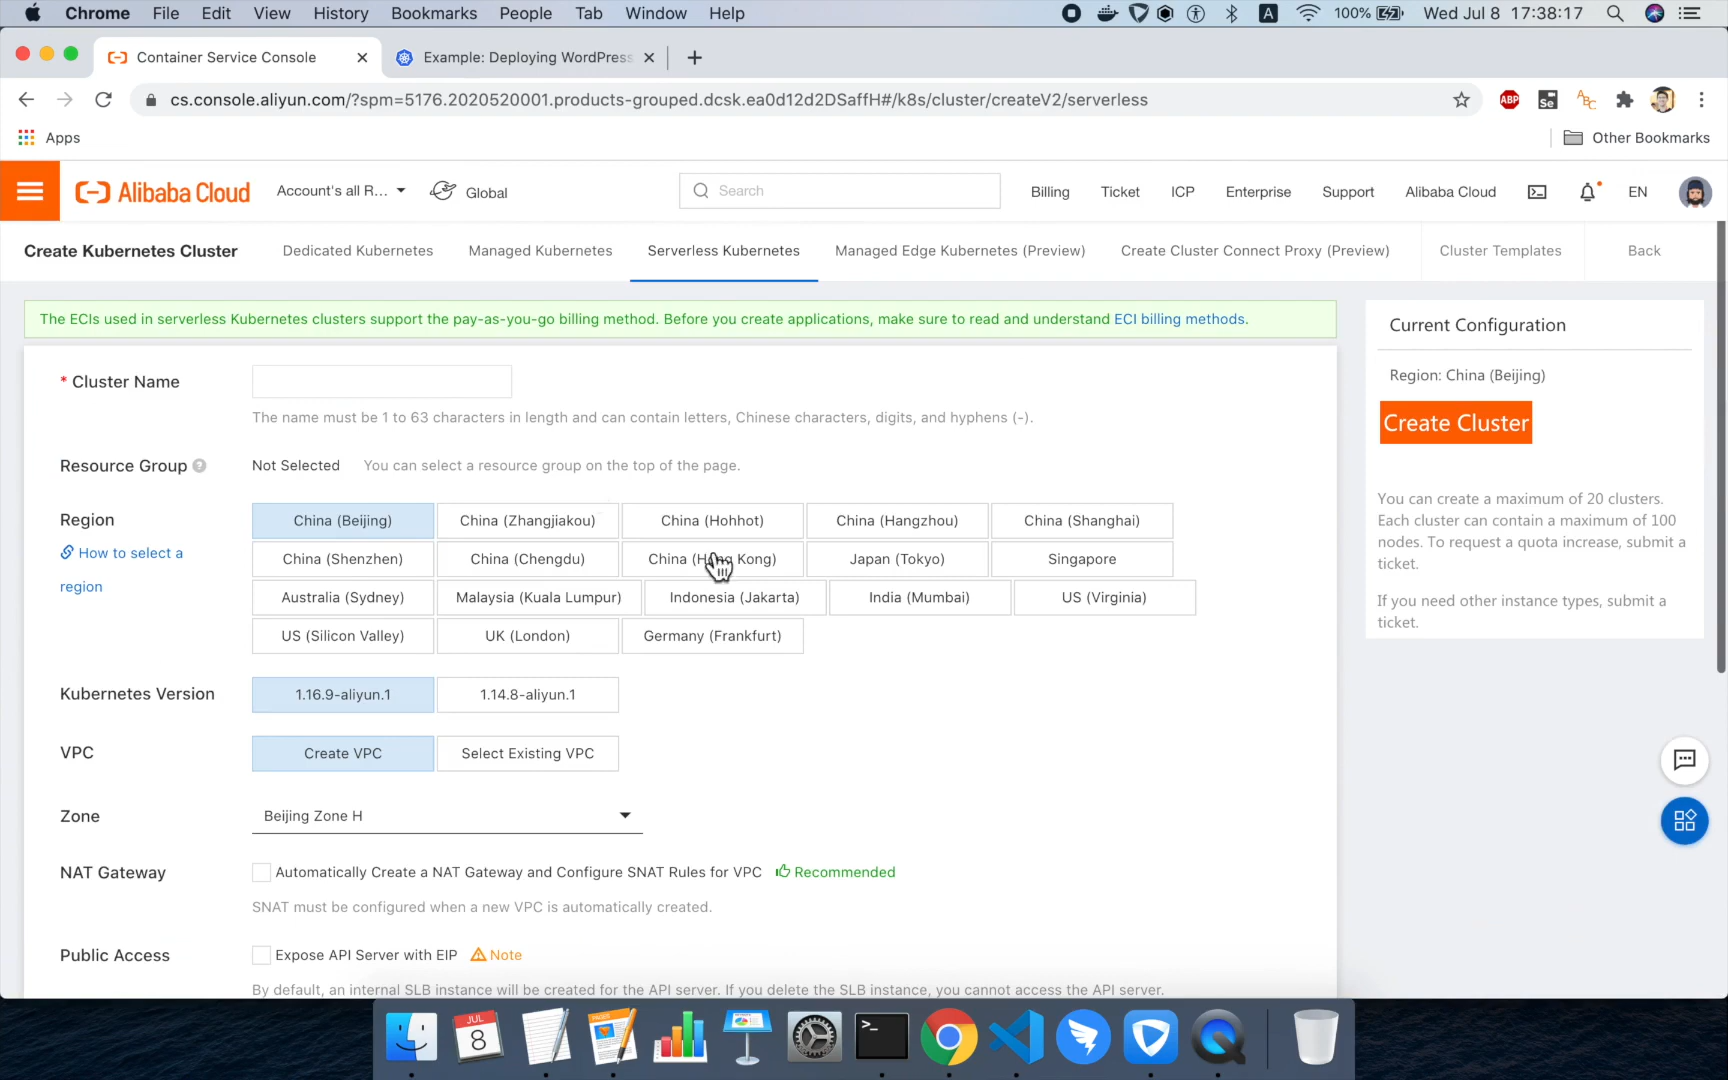 Chrome File Edit View History Bookmarks People Tab Window Help A 100% Wed Jul 8 17:38:17
Container Service Console Example: Deploying WordPress
cs.console.aliyun.com/?spm=5176.2020520001.products-grouped.dcsk.ea0d12d2DSaffH#/k8s/cluster/createV2/serverless ABP Se ABC
Apps Other Bookmarks
Alibaba Cloud Account's all R... Global Search Billing Ticket ICP Enterprise Support Alibaba Cloud EN
Create Kubernetes Cluster Dedicated Kubernetes Managed Kubernetes Serverless Kubernetes Managed Edge Kubernetes (Preview) Create Cluster Connect Proxy (Preview) Cluster Templates Back
The ECIs used in serverless Kubernetes clusters support the pay-as-you-go billing method. Before you create applications, make sure to read and understand ECI billing methods.
* Cluster Name
The name must be 1 to 63 characters in length and can contain letters, Chinese characters, digits, and hyphens (-).
Resource Group ? Not Selected You can select a resource group on the top of the page.
Region
How to select a
region
China (Beijing) China (Zhangjiakou) China (Hohhot) China (Hangzhou) China (Shanghai)
China (Shenzhen) China (Chengdu) China (Hong Kong) Japan (Tokyo) Singapore
Australia (Sydney) Malaysia (Kuala Lumpur) Indonesia (Jakarta) India (Mumbai) US (Virginia)
US (Silicon Valley) UK (London) Germany (Frankfurt)
Kubernetes Version 1.16.9-aliyun.1 1.14.8-aliyun.1
VPC Create VPC Select Existing VPC
Zone Beijing Zone H
NAT Gateway Automatically Create a NAT Gateway and Configure SNAT Rules for VPC Recommended
SNAT must be configured when a new VPC is automatically created.
Public Access Expose API Server with EIP Note
By default, an internal SLB instance will be created for the API server. If you delete the SLB instance, you cannot access the API server.
Current Configuration
Region: China (Beijing)
Create Cluster
You can create a maximum of 20 clusters.
Each cluster can contain a maximum of 100
nodes. To request a quota increase, submit a
ticket.
If you need other instance types, submit a
ticket.
JUL
8
PAGES